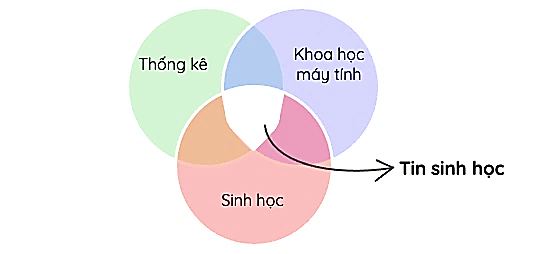 Thống kê
Khoa học
máy tính
Tin sinh học
Sinh học